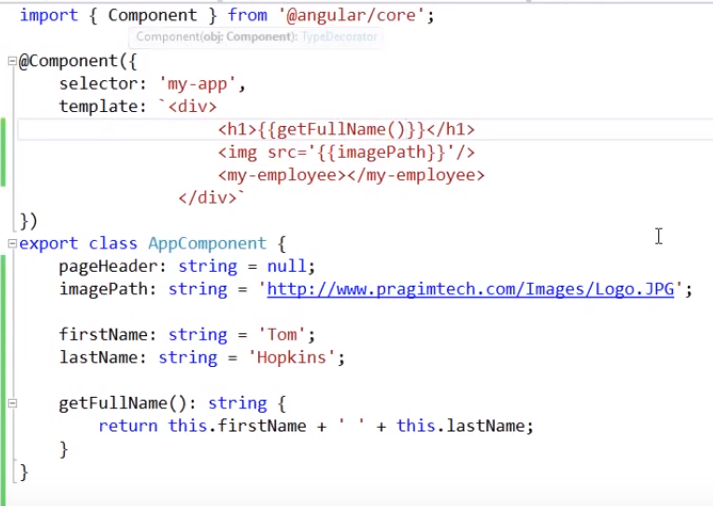 import { Component } from '@angular/core';
Component(obj: Component): TypeDecorator
@Component({
selector: 'my-app',
template: `<div>
<h1>{{getFullName()}}</h1>
<img src='{{imagePath}}'/>
<my-employee></my-employee>
</div>`
})
export class AppComponent {
pageHeader: string = null;
imagePath: string = 'http://www.pragimtech.com/Images/Logo.JPG';
firstName: string = 'Tom';
lastName: string = 'Hopkins';
getFullName(): string {
return this.firstName + ' ' + this.lastName;
}
}